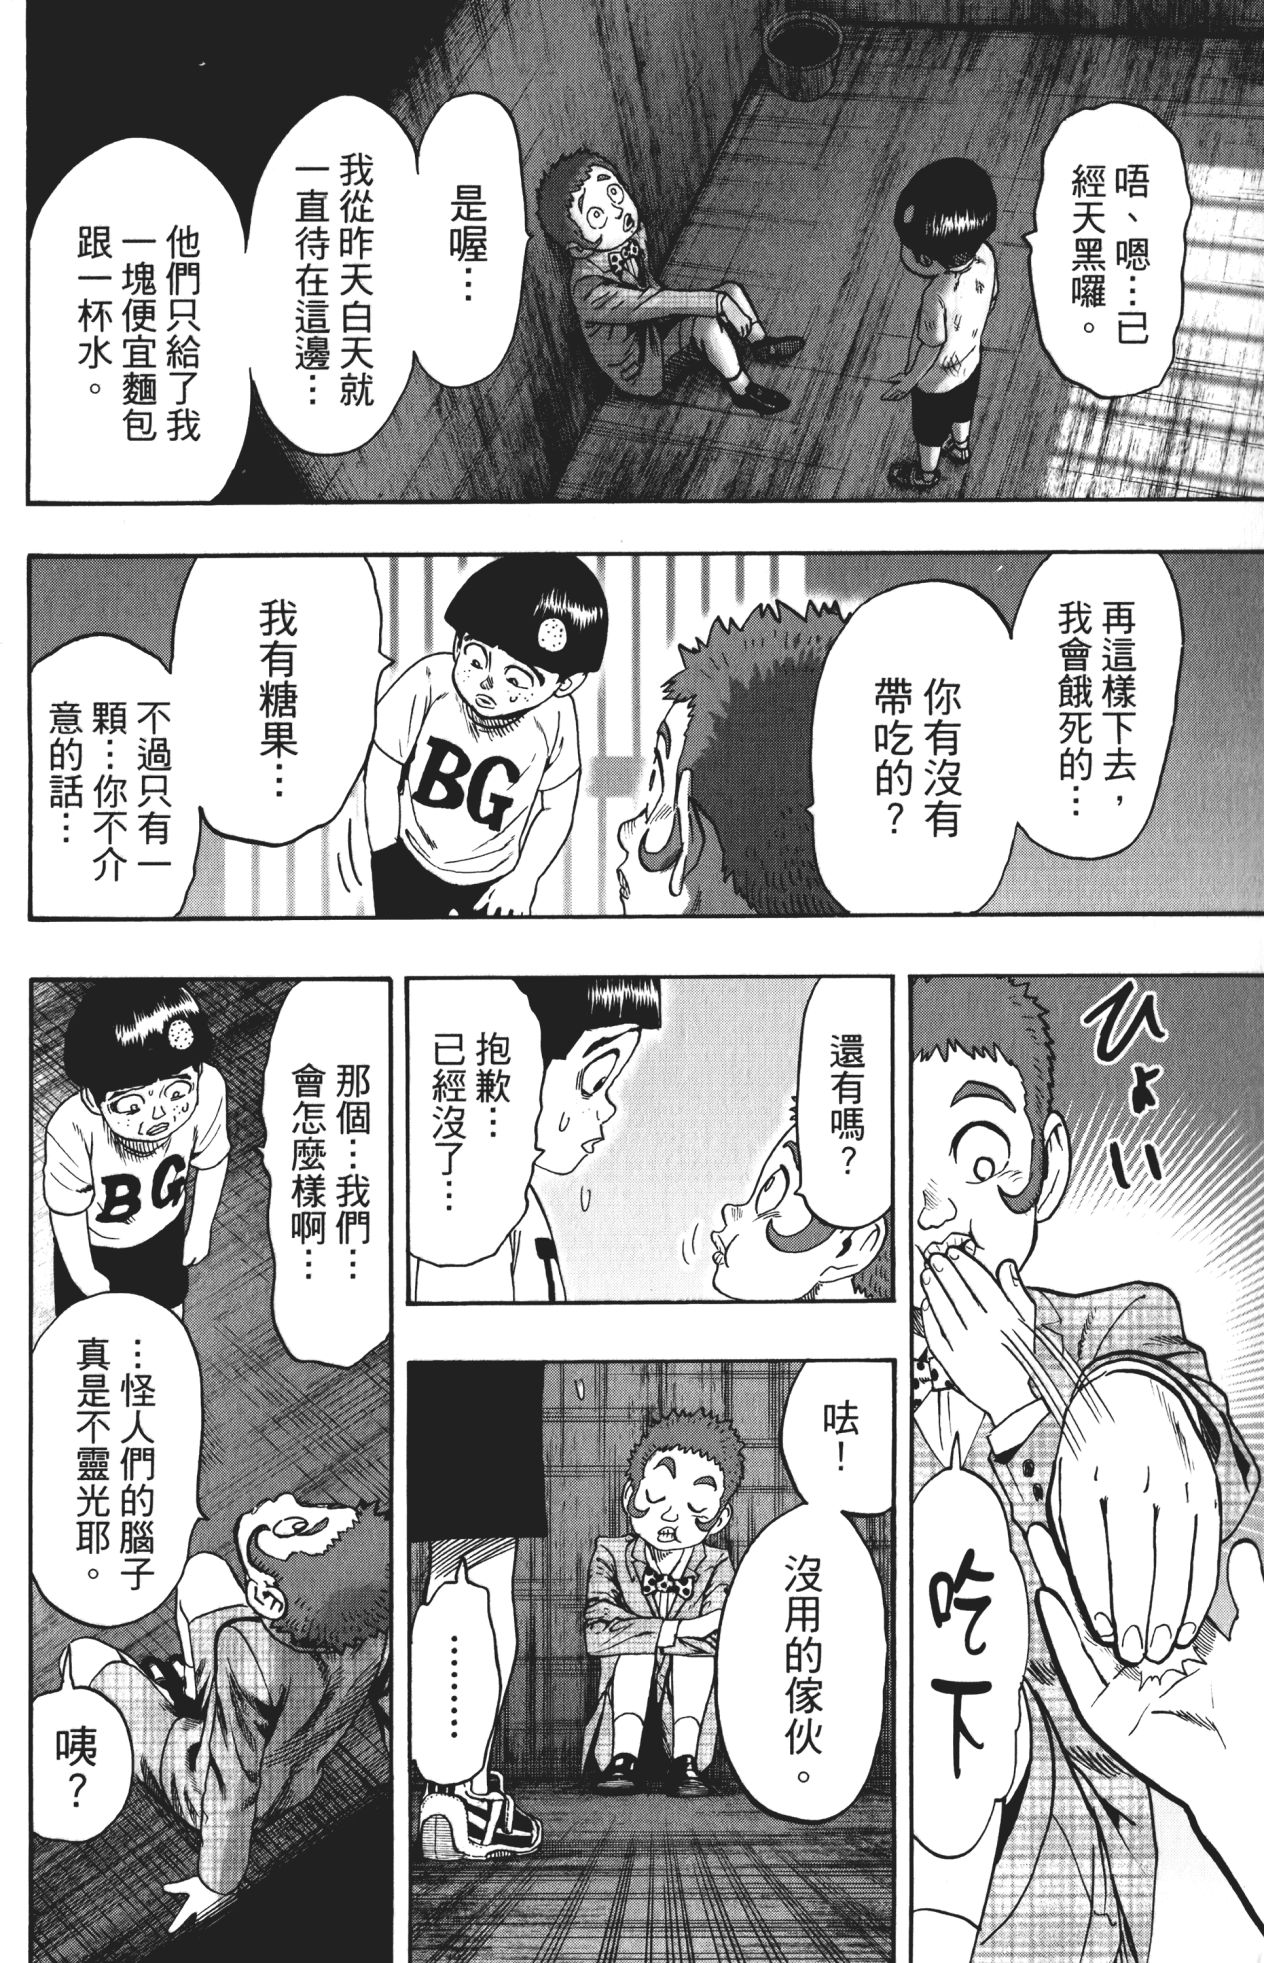 唔、嗯…已
經天黑囉。
是喔…
我從昨天白天就
一直待在這邊…
他們只給了我
一塊便宜麵包
跟一杯水。
再這樣下去，
我會餓死的…
你有沒有
帶吃的？
我有糖果…
不過只有一
顆…你不介
意的話…
BG
ひょい
吃下
還有嗎？
抱歉…
已經沒了…
呿！
沒用的傢伙。
………
那個…我們…
會怎麼樣啊…
BG
…怪人們的腦子
真是不靈光耶。
咦？